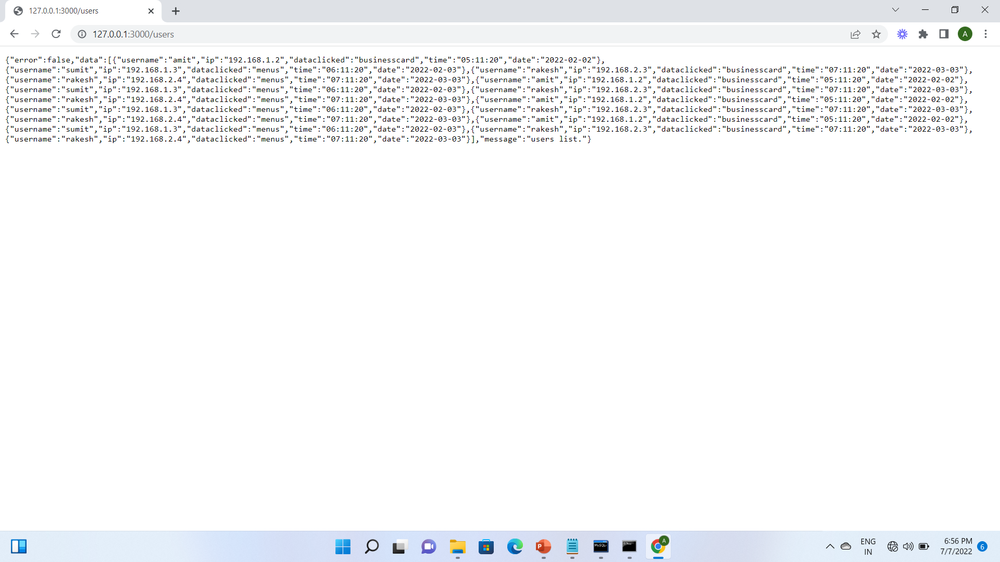 127.0.0.1:3000/users
127.0.0.1:3000/users
A
{"error":false,"data":[{"username":"amit","ip":"192.168.1.2","dataclicked":"businesscard","time":"05:11:20","date":"2022-02-02"},
{"username":"sumit","ip":"192.168.1.3","dataclicked":"menus","time":"06:11:20","date":"2022-02-03"},{"username":"rakesh","ip":"192.168.2.3","dataclicked":"businesscard","time":"07:11:20","date":"2022-03-03"},
{"username":"rakesh","ip":"192.168.2.4","dataclicked":"menus","time":"07:11:20","date":"2022-03-03"},{"username":"amit","ip":"192.168.1.2","dataclicked":"businesscard","time":"05:11:20","date":"2022-02-02"},
{"username":"sumit","ip":"192.168.1.3","dataclicked":"menus","time":"06:11:20","date":"2022-02-03"},{"username":"rakesh","ip":"192.168.2.3","dataclicked":"businesscard","time":"07:11:20","date":"2022-03-03"},
{"username":"rakesh","ip":"192.168.2.4","dataclicked":"menus","time":"07:11:20","date":"2022-03-03"},{"username":"amit","ip":"192.168.1.2","dataclicked":"businesscard","time":"05:11:20","date":"2022-02-02"},
{"username":"sumit","ip":"192.168.1.3","dataclicked":"menus","time":"06:11:20","date":"2022-02-03"},{"username":"rakesh","ip":"192.168.2.3","dataclicked":"businesscard","time":"07:11:20","date":"2022-03-03"},
{"username":"rakesh","ip":"192.168.2.4","dataclicked":"menus","time":"07:11:20","date":"2022-03-03"},{"username":"amit","ip":"192.168.1.2","dataclicked":"businesscard","time":"05:11:20","date":"2022-02-02"},
{"username":"sumit","ip":"192.168.1.3","dataclicked":"menus","time":"06:11:20","date":"2022-02-03"},{"username":"rakesh","ip":"192.168.2.3","dataclicked":"businesscard","time":"07:11:20","date":"2022-03-03"},
{"username":"rakesh","ip":"192.168.2.4","dataclicked":"menus","time":"07:11:20","date":"2022-03-03"}],"message":"users list."}
P
A
ENG
IN
6:56 PM
7/7/2022
6